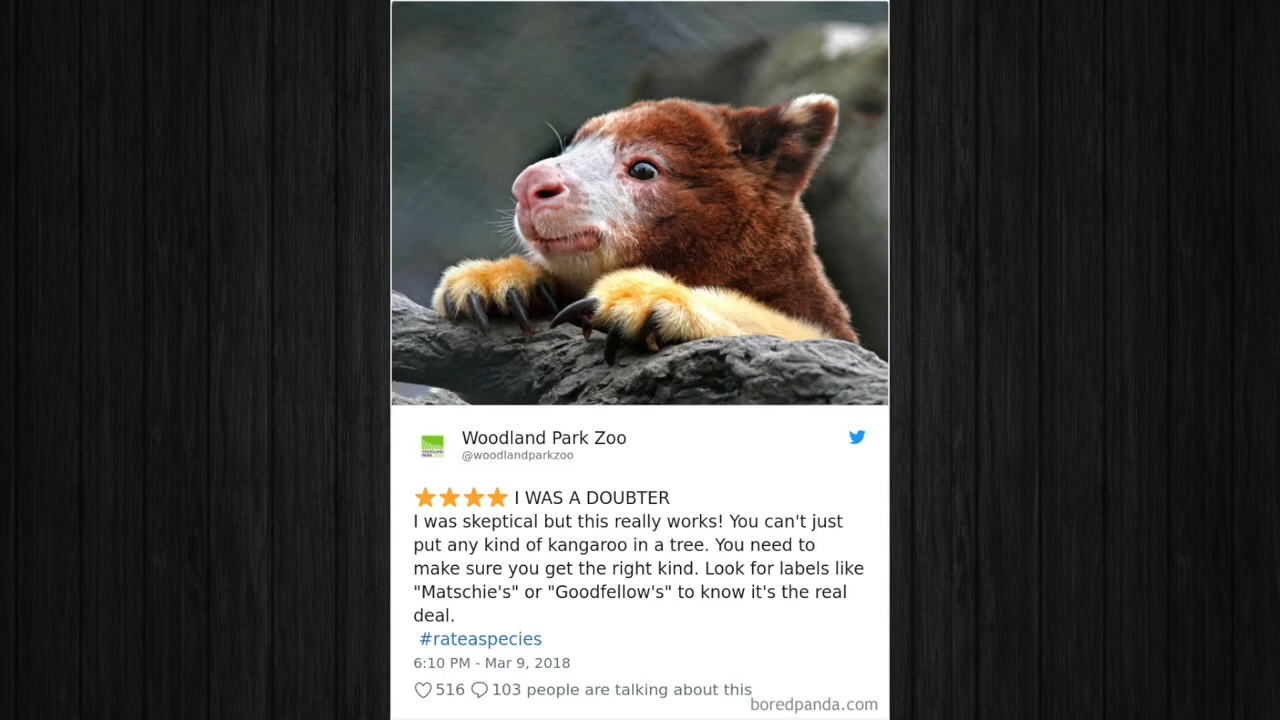 Woodland Park Zoo
@woodlandparkzoo
⭐⭐⭐⭐ I WAS A DOUBTER
I was skeptical but this really works! You can't just
put any kind of kangaroo in a tree. You need to
make sure you get the right kind. Look for labels like
"Matschie's" or "Goodfellow's" to know it's the real
deal.
#rateaspecies
6:10 PM - Mar 9, 2018
516 103 people are talking about this
boredpanda.com